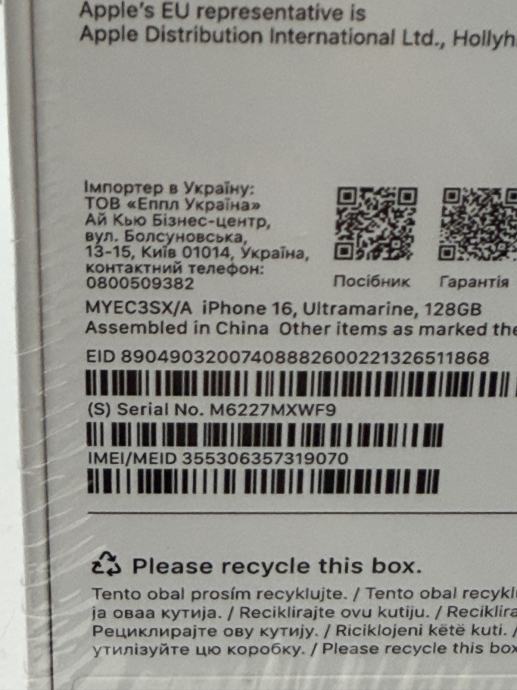 Apple's EU representative is
Apple Distribution International Ltd., Hollyh
Імпортер в Україну:
ТОВ «Еппл Україна»
Ай Кью Бізнес-центр,
вул. Болсуновська,
13-15, Київ 01014, Україна,
контактний телефон:
0800509382
Посібник
Гарантія
MYEC3SX/A iPhone 16, Ultramarine, 128GB
Assembled in China Other items as marked the
EID 89049032007408882600221326511868
(S) Serial No. M6227MXWF9
IMEI/MEID 355306357319070
Please recycle this box.
Tento obal prosím recyklujte. / Tento obal recykl
ја оваа кутија. / Reciklirajte ovu kutiju. / Reciklira
Рециклирајте ову кутију. / Riciklojeni këtë kuti. /
утилізуйте цю коробку. / Please recycle this box